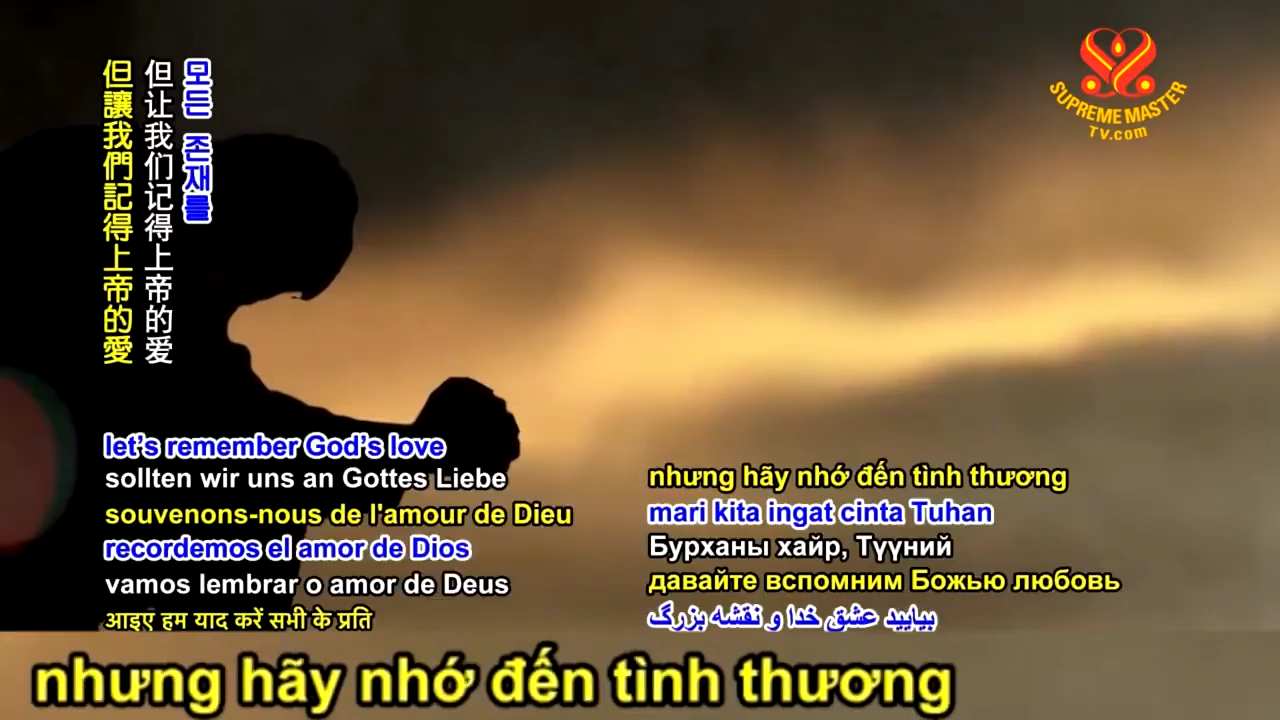 모든 존재를
但让我们记得上帝的爱
但讓我們記得上帝的愛
SUPREME MASTER
TV.com
let's remember God's love
sollten wir uns an Gottes Liebe
souvenons-nous de l'amour de Dieu
recordemos el amor de Dios
vamos lembrar o amor de Deus
आइए हम याद करें सभी के प्रति
nhưng hãy nhớ đến tình thương
mari kita ingat cinta Tuhan
Бурханы хайр, Түүний
давайте вспомним Божью любовь
بیایید عشق خدا و نقشه بزرگ
nhưng hãy nhớ đến tình thương